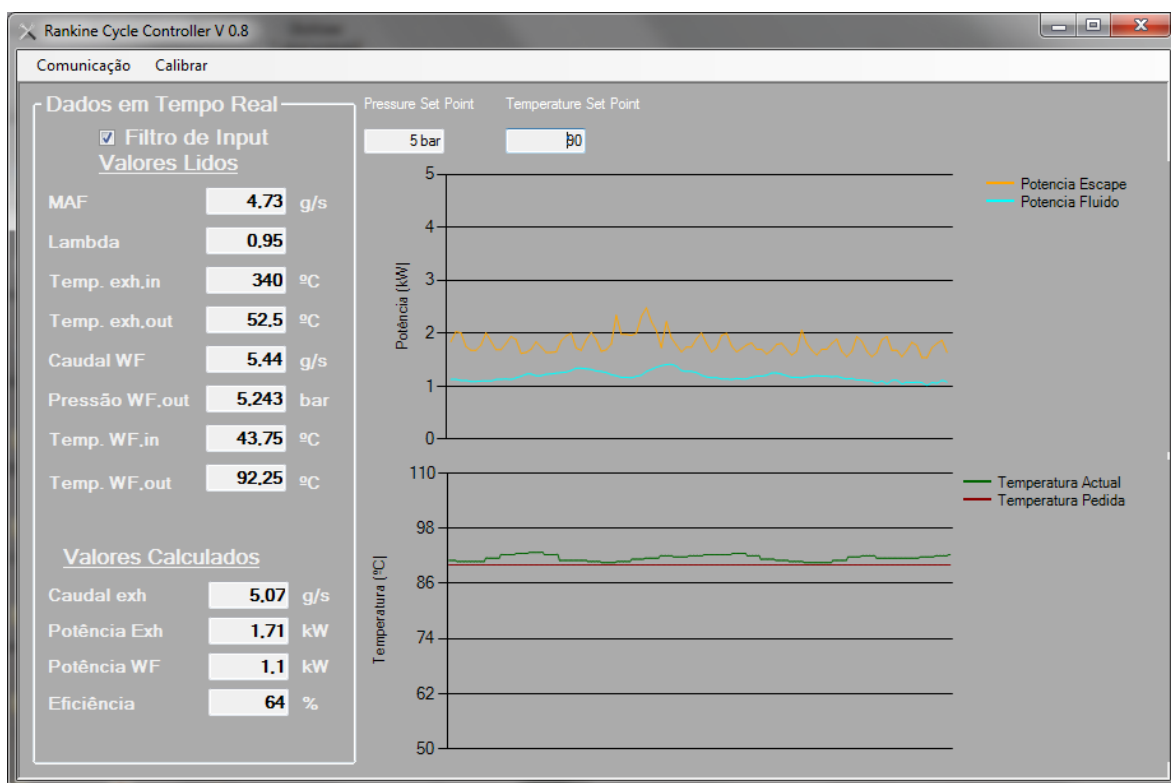 Rankine Cycle Controller V 0.8
Comunicação Calibrar
Dados em Tempo Real
Filtro de Input
Valores Lidos
MAF 4.73 g/s
Lambda 0.95
Temp. exh.in 340 ºC
Temp. exh.out 52.5 ºC
Caudal WF 5.44 g/s
Pressão WF.out 5.243 bar
Temp. WF.in 43.75 ºC
Temp. WF.out 92.25 ºC
Valores Calculados
Caudal exh 5.07 g/s
Potência Exh 1.71 kW
Potência WF 1.1 kW
Eficiência 64 %
Pressure Set Point Temperature Set Point
5 bar 90
Potência [kW]
5
4
3
2
1
0
Potencia Escape
Potencia Fluido
Temperatura [ºC]
110
98
86
74
62
50
Temperatura Actual
Temperatura Pedida